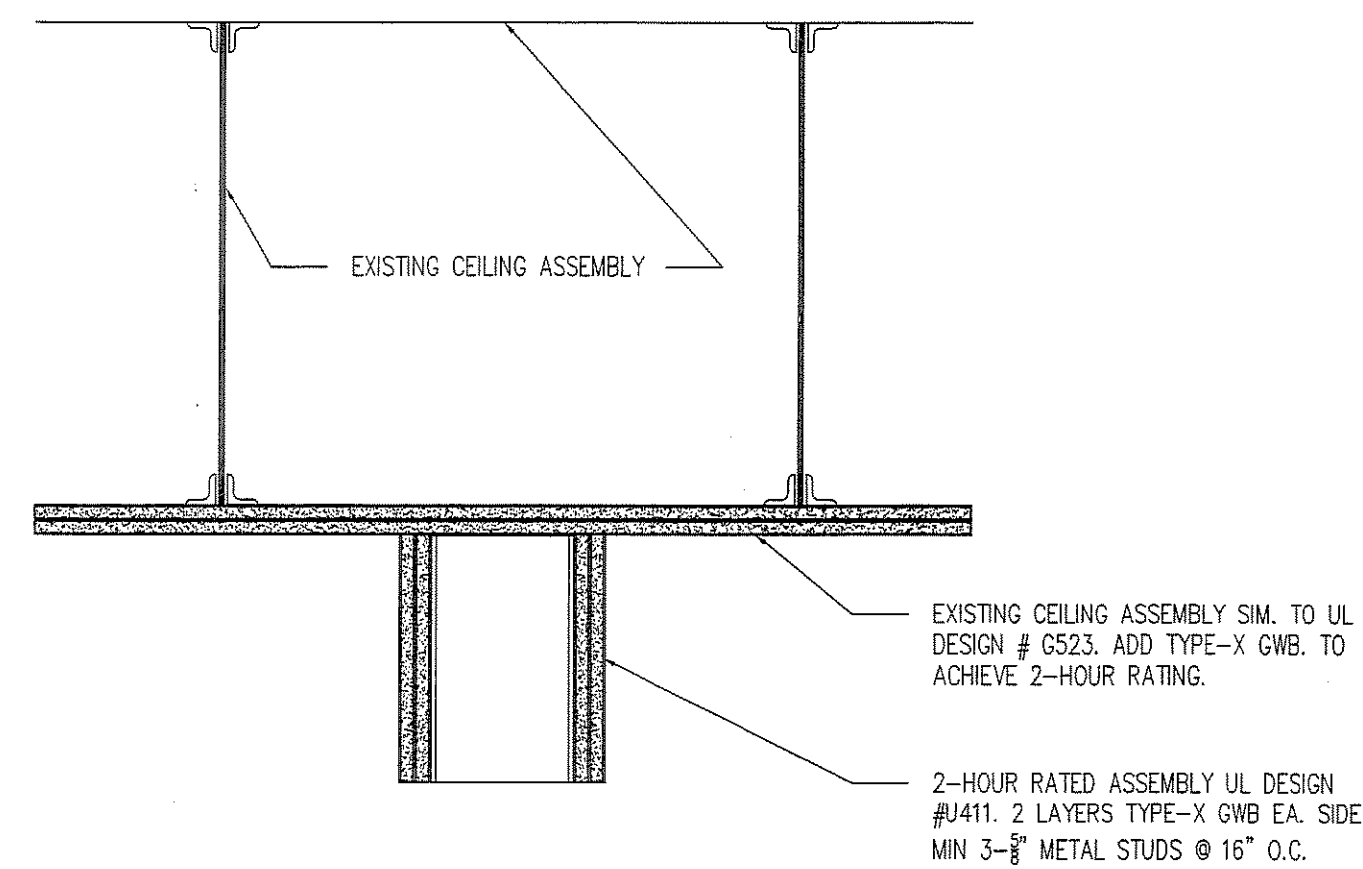 EXISTING CEILING ASSEMBLY
EXISTING CEILING ASSEMBLY SIM. TO UL
DESIGN # G523. ADD TYPE-X GWB. TO
ACHIEVE 2-HOUR RATING.
2-HOUR RATED ASSEMBLY UL DESIGN
#U411. 2 LAYERS TYPE-X GWB EA. SIDE
MIN 3-5/8" METAL STUDS @ 16" O.C.